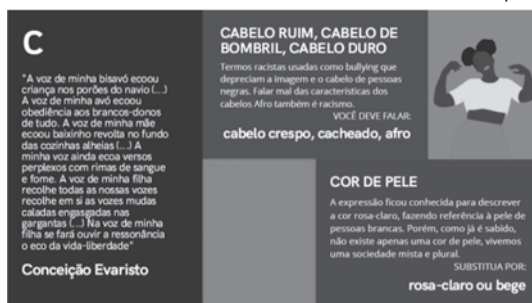 C
"A voz de minha bisavó ecoou
criança nos porões do navio (...)
A voz de minha avó ecoou
obediência aos brancos-donos
de tudo. A voz de minha mãe
ecoou baixinho revolta no fundo
das cozinhas alheias (...) A
minha voz ainda ecoa versos
perplexos com rimas de sangue
e fome. A voz de minha filha
recolhe todas as nossas vozes
recolhe em si as vozes mudas
caladas engasgadas nas
gargantas (...) Na voz de minha
filha se fará ouvir a ressonância
o eco da vida-liberdade"
Conceição Evaristo
CABELO RUIM, CABELO DE
BOMBRIL, CABELO DURO
Termos racistas usadas como bullying que
depreciam a imagem e o cabelo de pessoas
negras. Falar mal das características dos
cabelos Afro também é racismo.
VOCÊ DEVE FALAR:
cabelo crespo, cacheado, afro
COR DE PELE
A expressão ficou conhecida para descrever
a cor rosa-claro, fazendo referência à pele de
pessoas brancas. Porém, como já é sabido,
não existe apenas uma cor de pele, vivemos
uma sociedade mista e plural.
SUBSTITUA POR:
rosa-claro ou bege